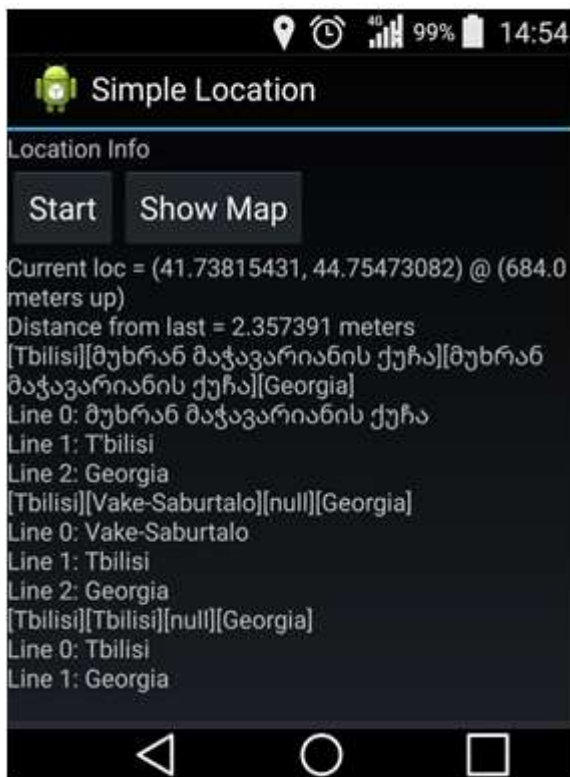 4G 99% 14:54
Simple Location
Location Info
Start Show Map
Current loc = (41.73815431, 44.75473082) @ (684.0
meters up)
Distance from last = 2.357391 meters
[Tbilisi][მუხრან მაჭავარიანის ქუჩა][მუხრან
მაჭავარიანის ქუჩა][Georgia]
Line 0: მუხრან მაჭავარიანის ქუჩა
Line 1: T'bilisi
Line 2: Georgia
[Tbilisi][Vake-Saburtalo][null][Georgia]
Line 0: Vake-Saburtalo
Line 1: Tbilisi
Line 2: Georgia
[Tbilisi][Tbilisi][null][Georgia]
Line 0: Tbilisi
Line 1: Georgia